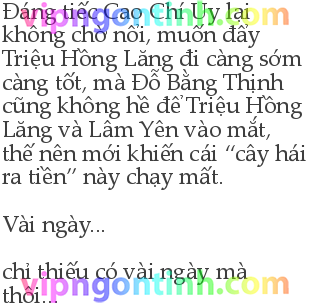 Đáng tiếc Cao Chí Uy lại
không chờ nổi, muốn đẩy
Triệu Hồng Lăng đi càng sớm
càng tốt, mà Đỗ Bằng Thịnh
cũng không hề để Triệu Hồng
Lăng và Lâm Yên vào mắt,
thế nên mới khiến cái “cây hái
ra tiền” này chạy mất.
Vài ngày...
chỉ thiếu có vài ngày mà
thôi...
vipngontinh.com
vipngontinh.com